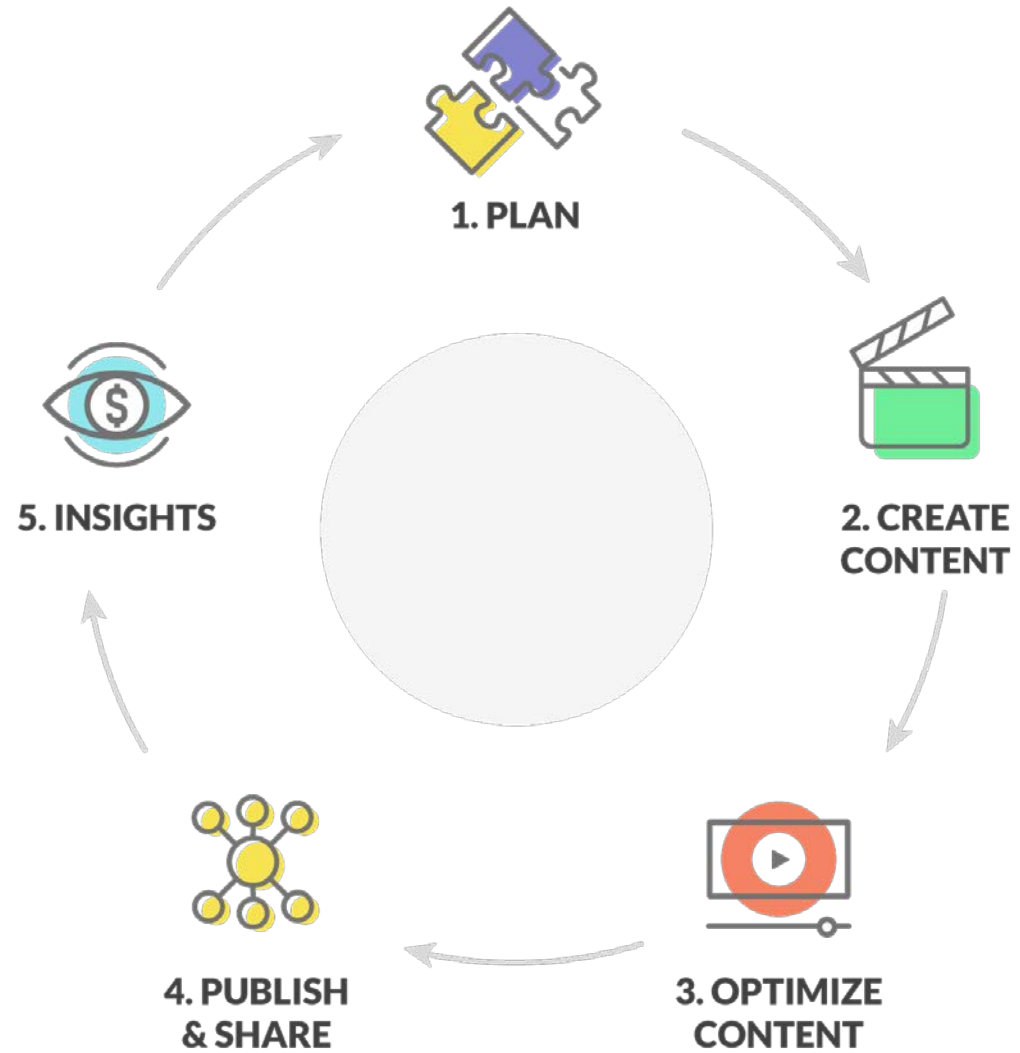 1. PLAN
2. CREATE
CONTENT
3. OPTIMIZE
CONTENT
4. PUBLISH
& SHARE
5. INSIGHTS
$